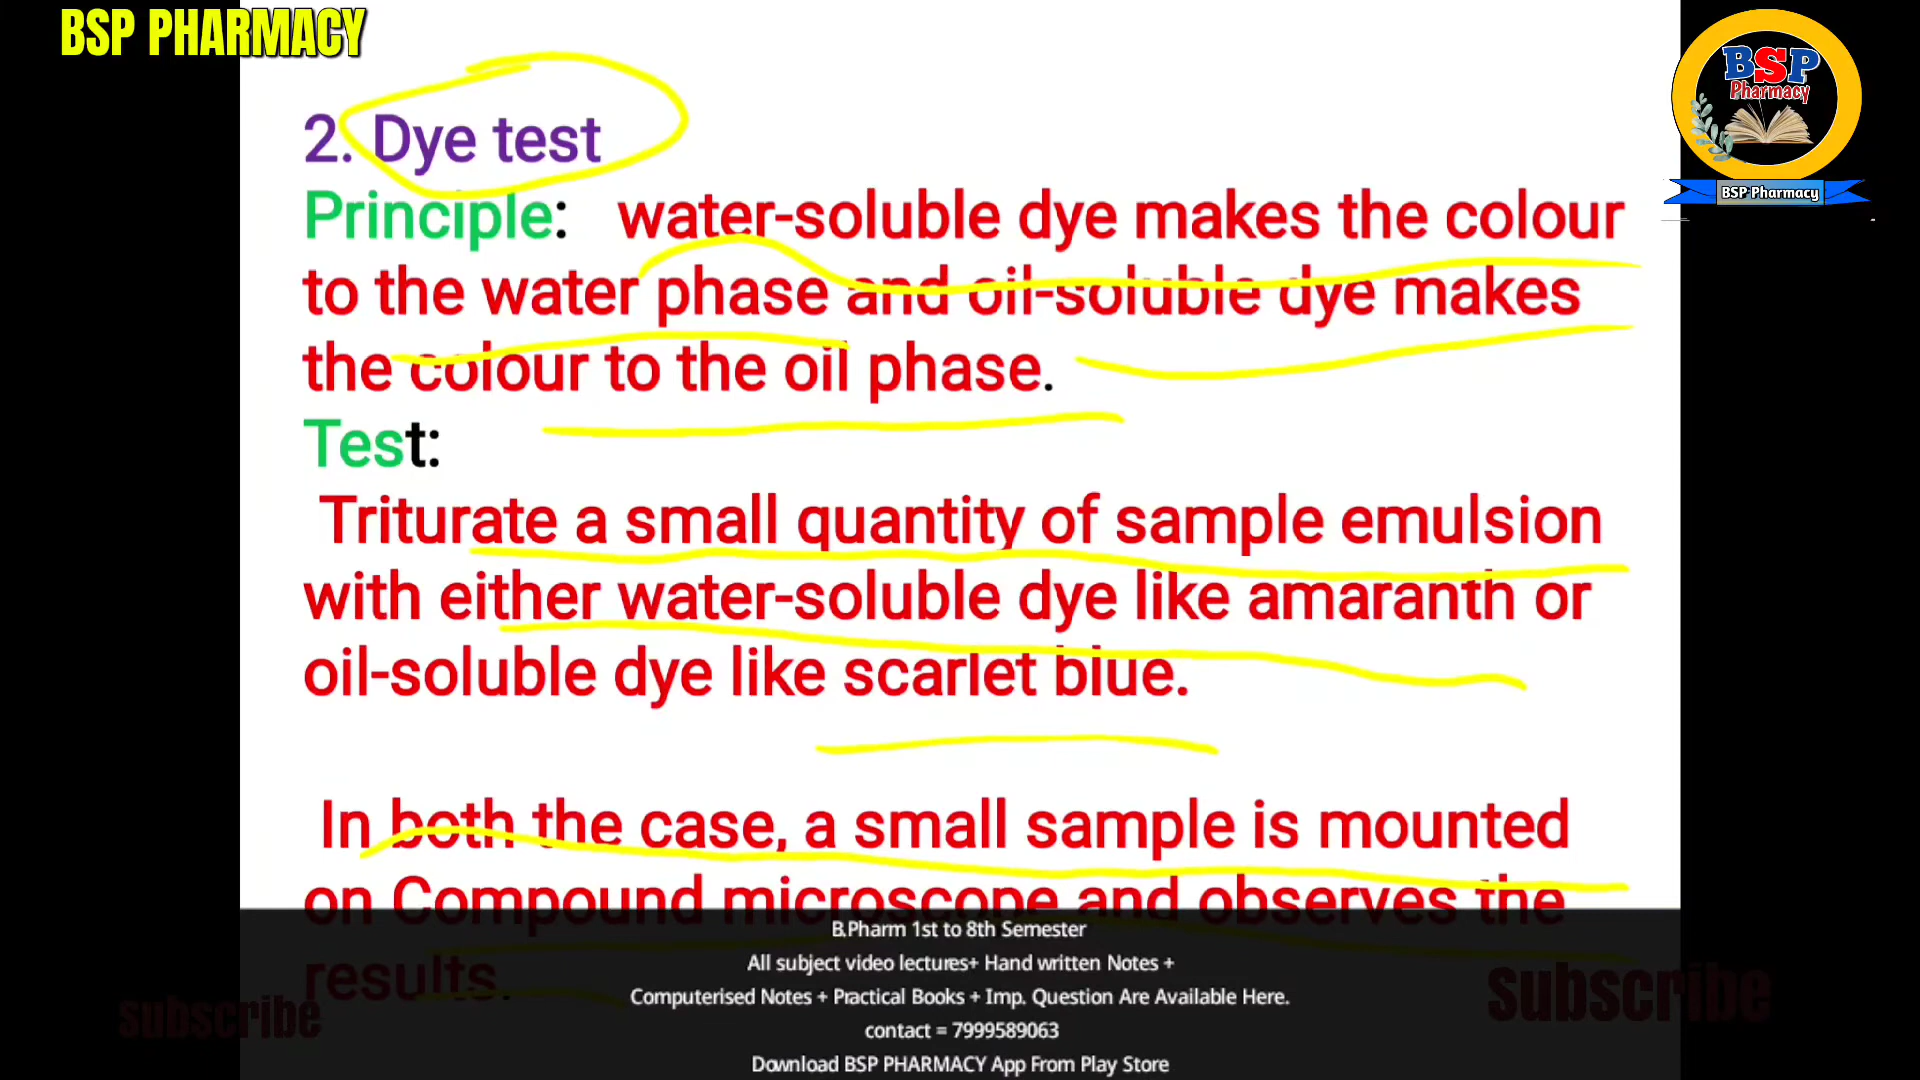 BSP PHARMACY
BSP
Pharmacy
BSP Pharmacy
2. Dye test
Principle: water-soluble dye makes the colour
to the water phase and oil-soluble dye makes
the colour to the oil phase.
Test:
Triturate a small quantity of sample emulsion
with either water-soluble dye like amaranth or
oil-soluble dye like scarlet blue.
In both the case, a small sample is mounted
on Compound microscope and observes the
results.
subscribe
subscribe
B.Pharm 1st to 8th Semester
All subject video lectures+ Hand written Notes +
Computerised Notes + Practical Books + Imp. Question Are Available Here.
contact = 7999589063
Download BSP PHARMACY App From Play Store